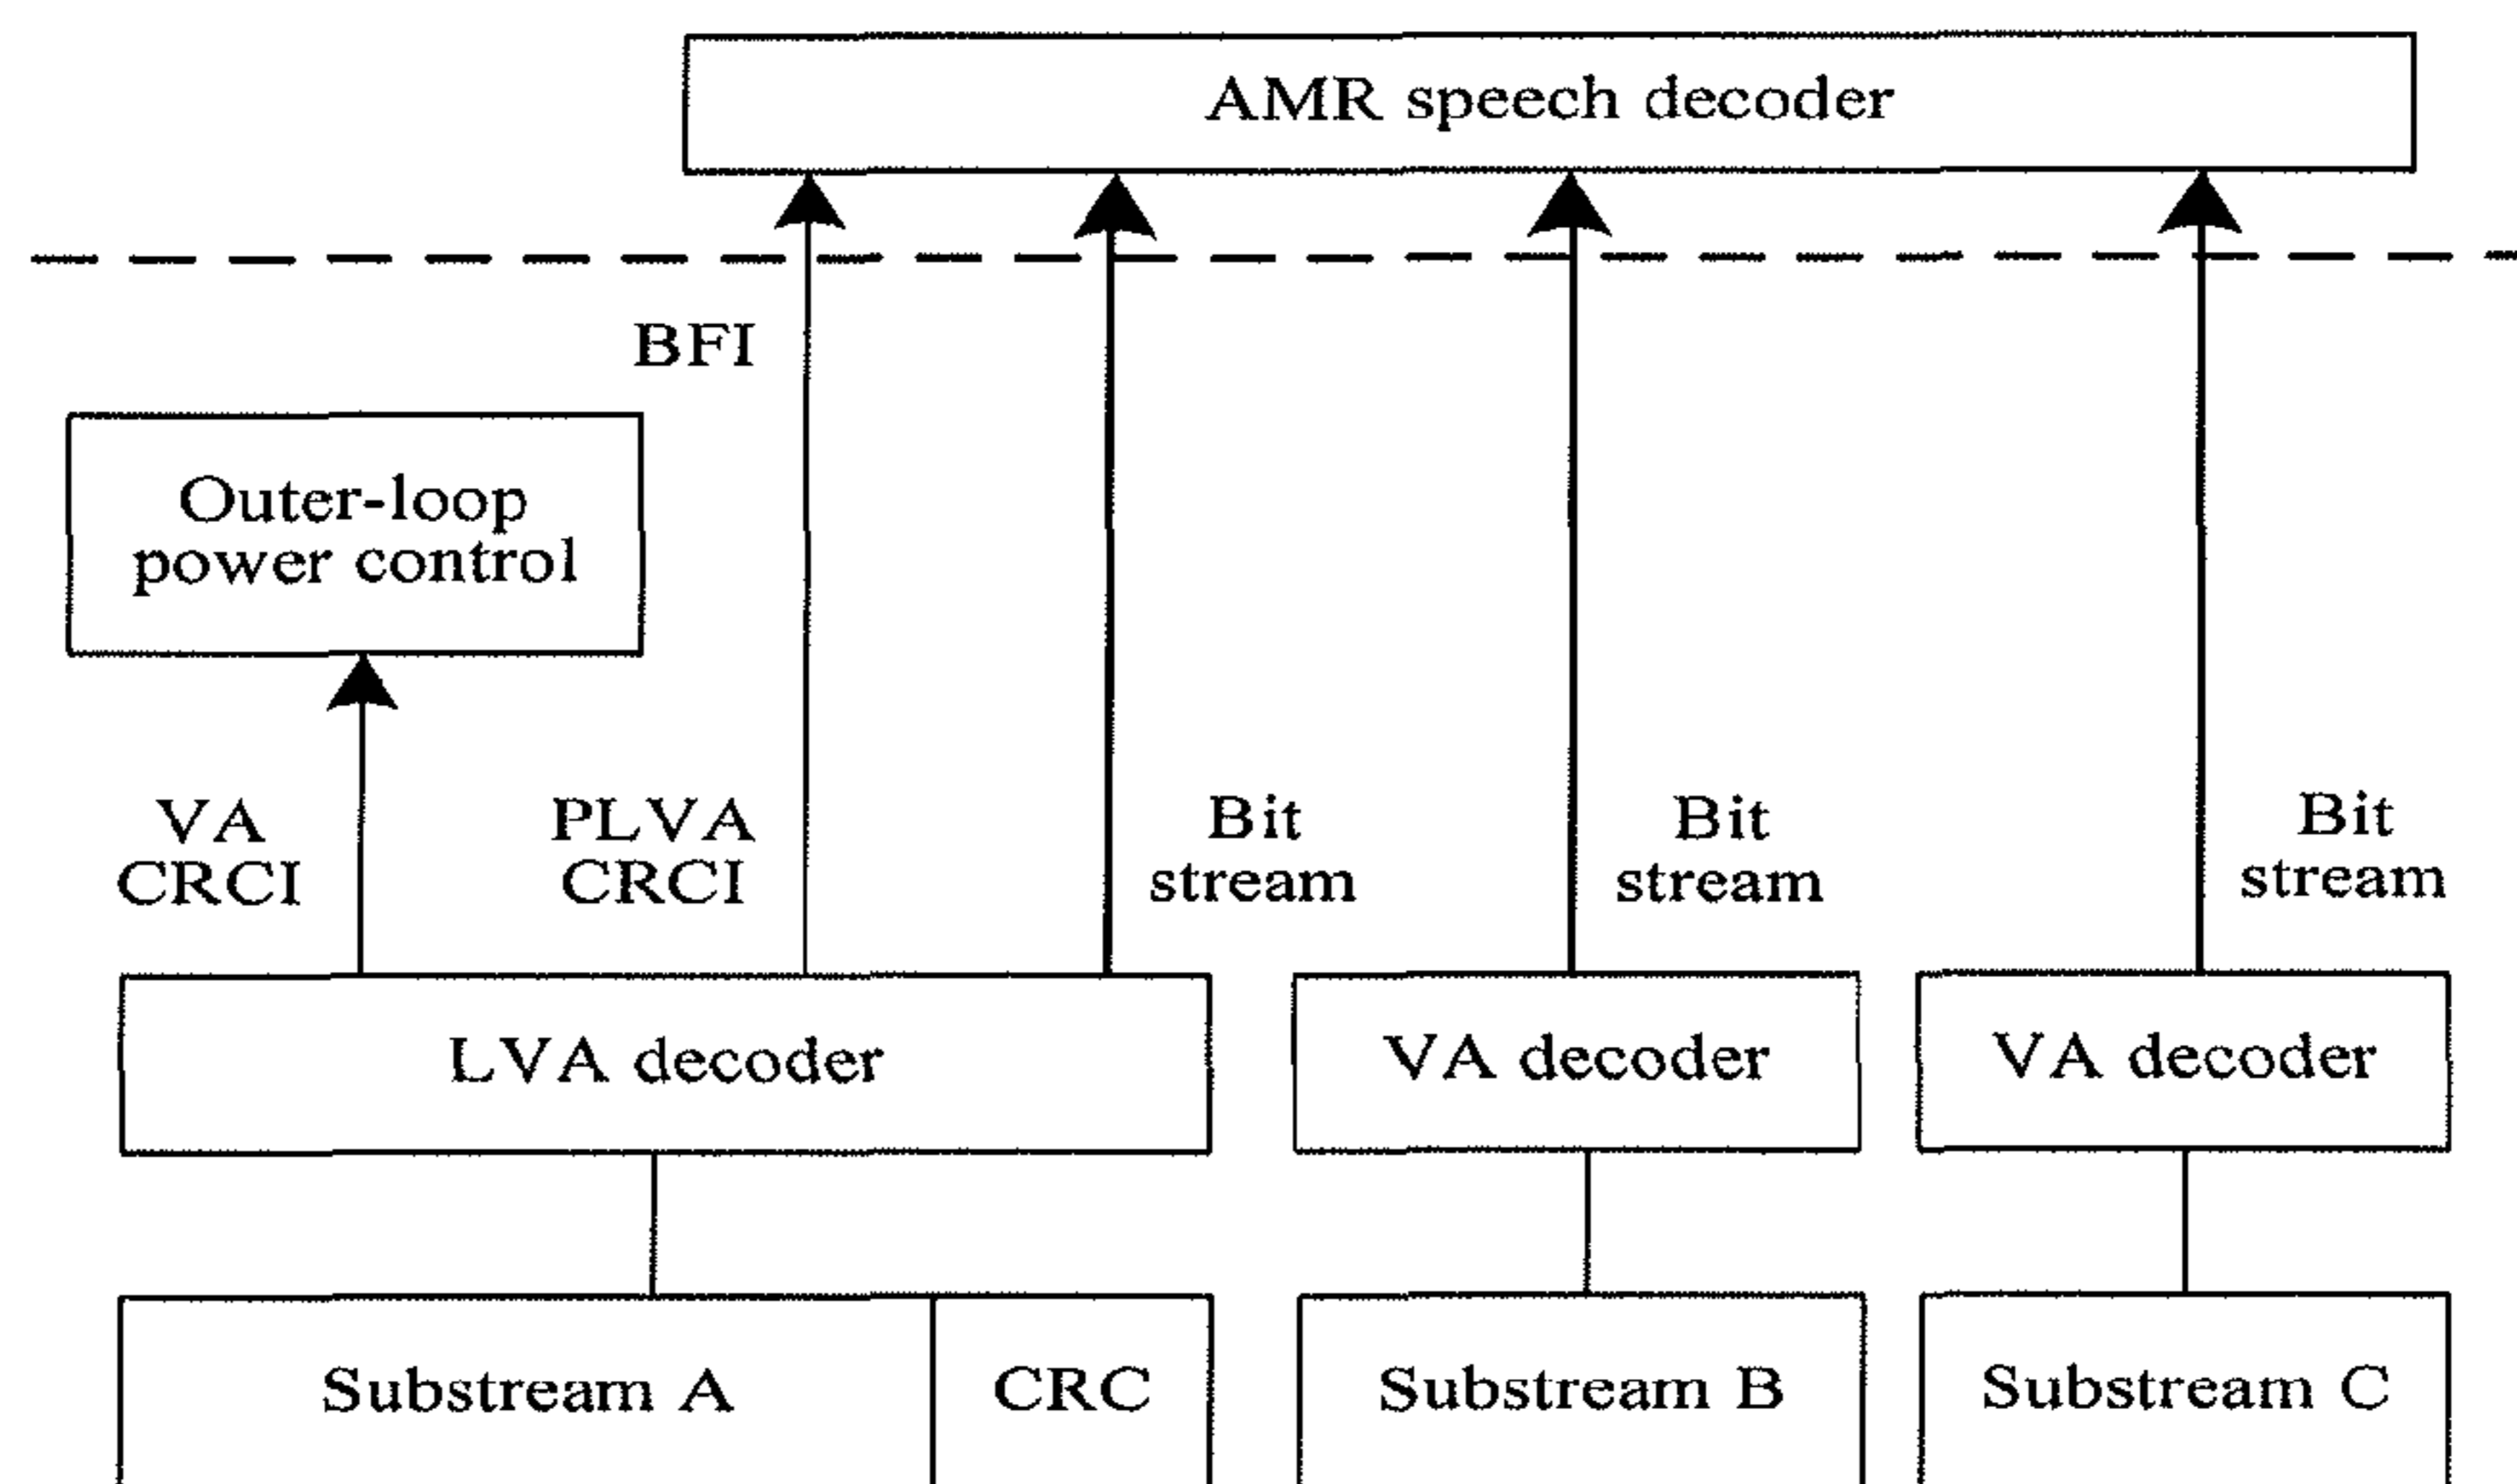 AMR speech decoder
BFI
Outer-loop
power control
VA
CRCI
PLVA
CRCI
Bit
stream
Bit
stream
Bit
stream
LVA decoder
VA decoder
VA decoder
Substream A
CRC
Substream B
Substream C